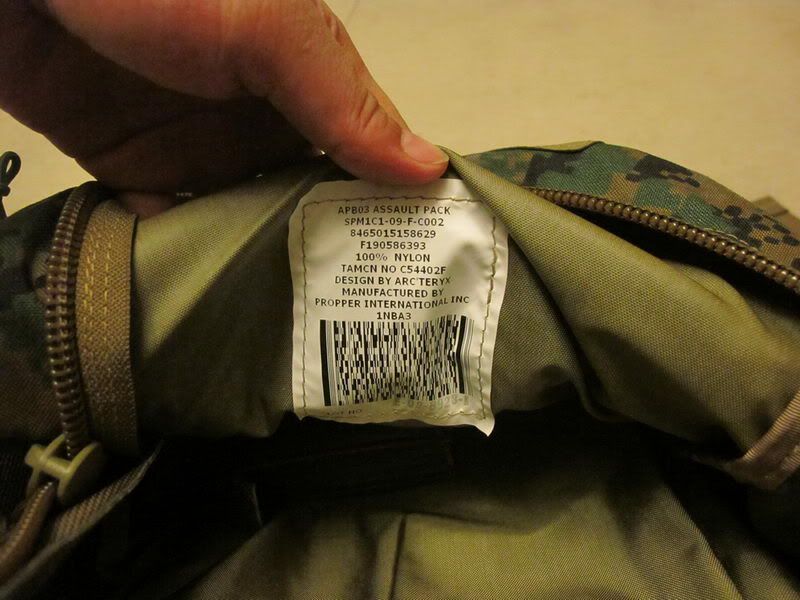 APB03 ASSAULT PACK
SPM1C1-09-F-C002
8465015158629
F190586393
100% NYLON
TAMCN NO C54402F
DESIGN BY ARC'TERYX
MANUFACTURED BY
PROPPER INTERNATIONAL INC
1NBA3